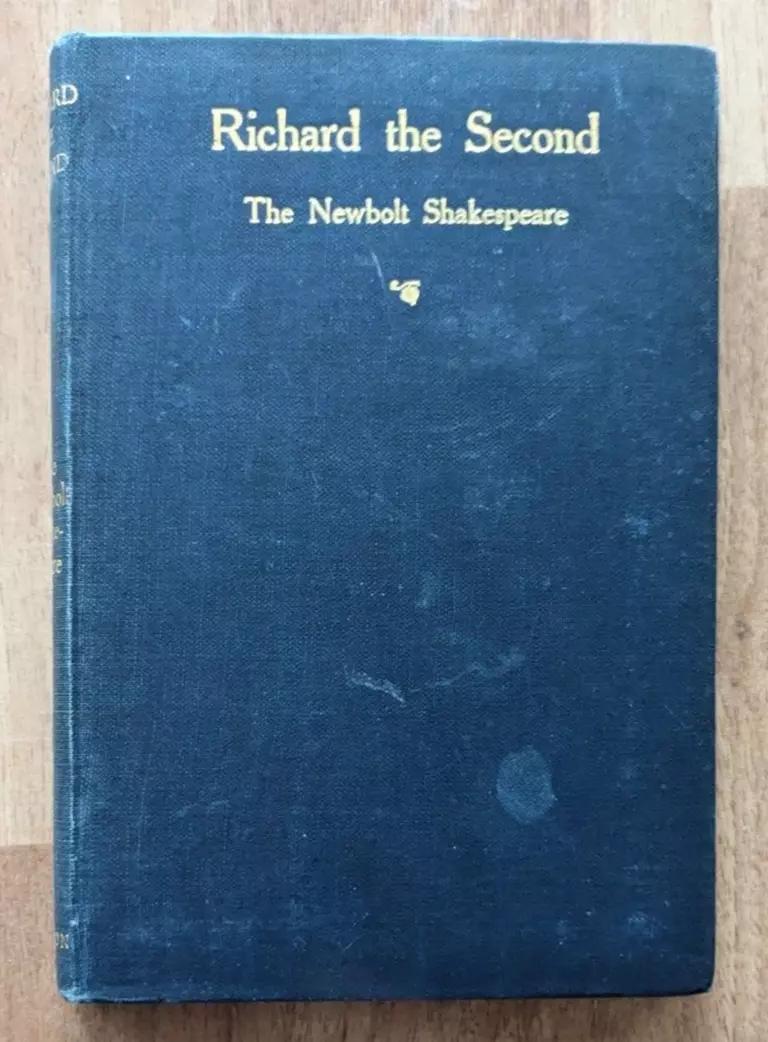 Richard the Second
The Newbolt Shakespeare